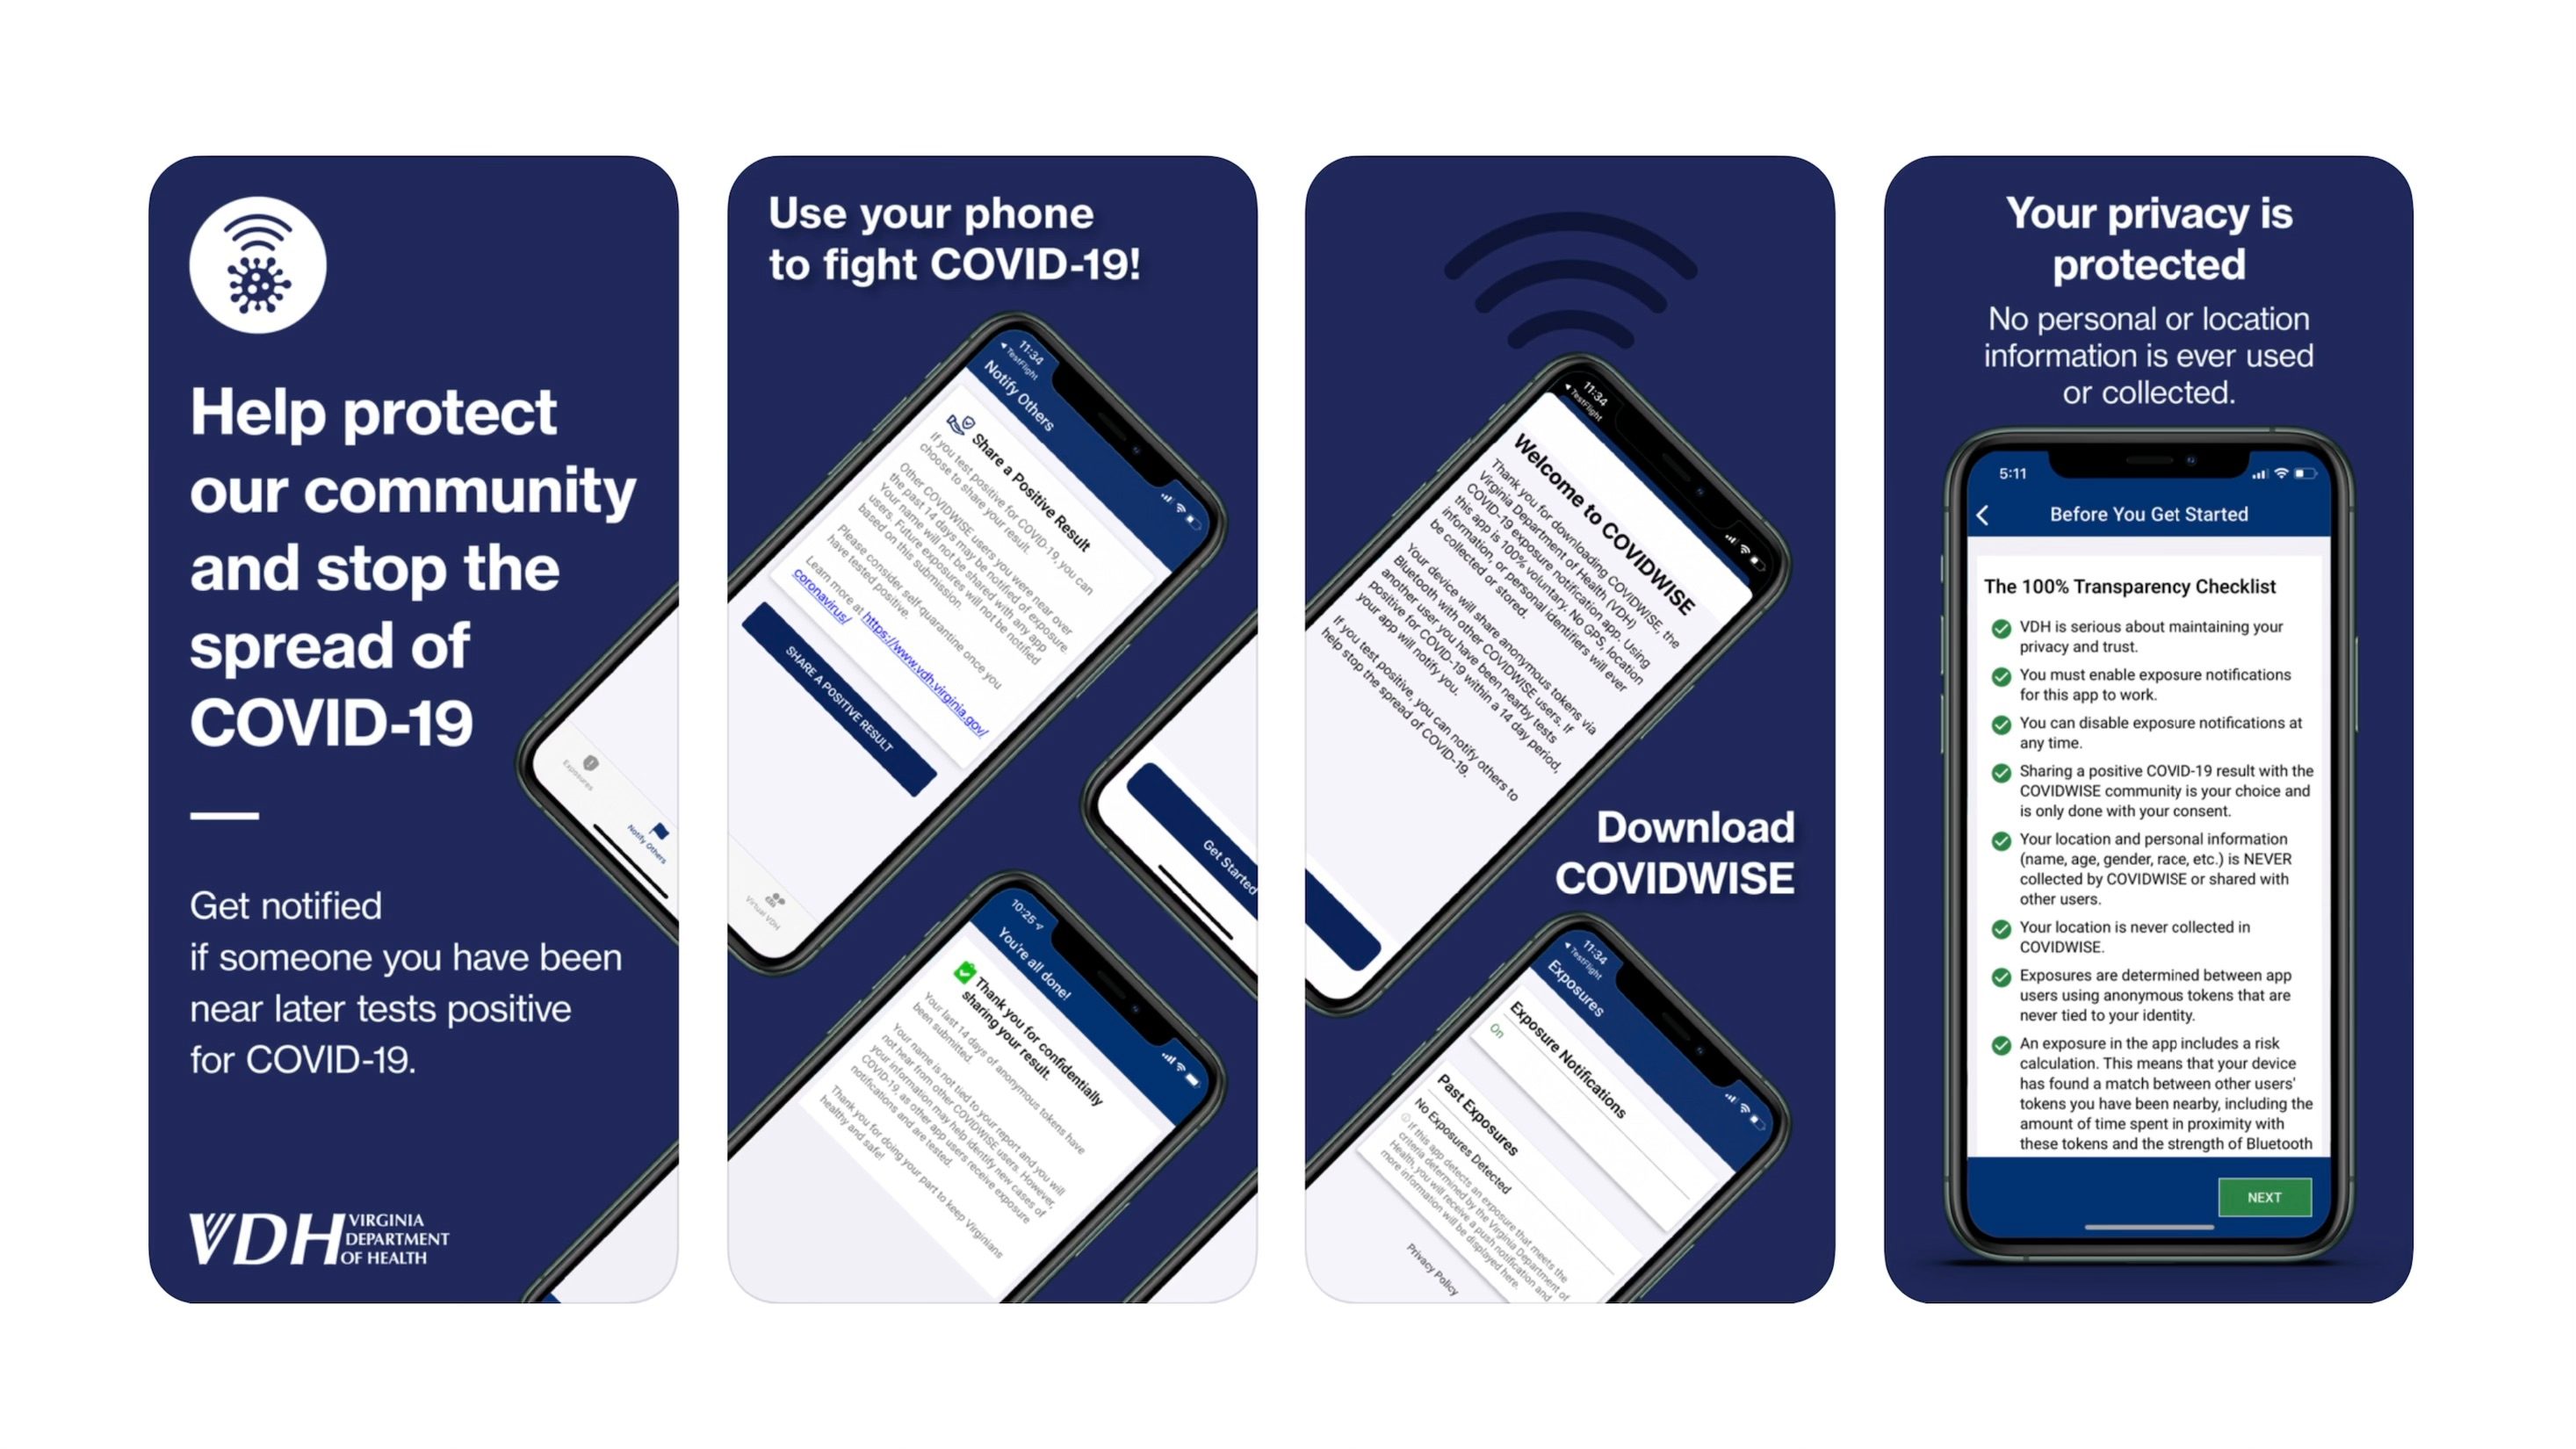 Help protect
our community
and stop the
spread of
COVID-19
Get notified
if someone you have been
near later tests positive
for COVID-19.
VDH VIRGINIA
DEPARTMENT
OF HEALTH
Exposures
Notify Others
Use your phone
to fight COVID-19!
11:34
TestFlight
Notify Others
Share a Positive Result
If you test positive for COVID-19, you can
choose to share your result.
Other COVIDWISE users you were near over
the past 14 days may be notified of exposure.
Your name will not be shared with any app
users. Future exposures will not be notified
based on this submission.
Please consider self-quarantine once you
have tested positive.
Learn more at https://www.vdh.virginia.gov/
coronavirus/
SHARE A POSITIVE RESULT
Virtual VDH
Get Started
10:25
You're all done!
Thank you for confidentially
sharing your result.
Your last 14 days of anonymous tokens have
been submitted.
Your name is not tied to your report and you will
not hear from other COVIDWISE users. However,
your information may help identify new cases of
COVID-19, as other app users receive exposure
notifications and are tested.
Thank you for doing your part to keep Virginians
healthy and safe!
11:34
TestFlight
Welcome to COVIDWISE
Thank you for downloading COVIDWISE, the
Virginia Department of Health (VDH)
COVID-19 exposure notification app. Using
this app is 100% voluntary. No GPS, location
information, or personal identifiers will ever
be collected or stored.
Your device will share anonymous tokens via
Bluetooth with other COVIDWISE users. If
another user you have been nearby tests
positive for COVID-19 within a 14 day period,
your app will notify you.
If you test positive, you can notify others to
help stop the spread of COVID-19.
Download
COVIDWISE
11:34
TestFlight
Exposures
Exposure Notifications
On
Past Exposures
No Exposures Detected
If this app detects an exposure that meets the
criteria determined by the Virginia Department of
Health, you will receive a push notification and
more information will be displayed here.
Privacy Policy
Your privacy is
protected
No personal or location
information is ever used
or collected.
5:11
Before You Get Started
The 100% Transparency Checklist
VDH is serious about maintaining your
privacy and trust.
You must enable exposure notifications
for this app to work.
You can disable exposure notifications at
any time.
Sharing a positive COVID-19 result with the
COVIDWISE community is your choice and
is only done with your consent.
Your location and personal information
(name, age, gender, race, etc.) is NEVER
collected by COVIDWISE or shared with
other users.
Your location is never collected in
COVIDWISE.
Exposures are determined between app
users using anonymous tokens that are
never tied to your identity.
An exposure in the app includes a risk
calculation. This means that your device
has found a match between other users'
tokens you have been nearby, including the
amount of time spent in proximity with
these tokens and the strength of Bluetooth
NEXT